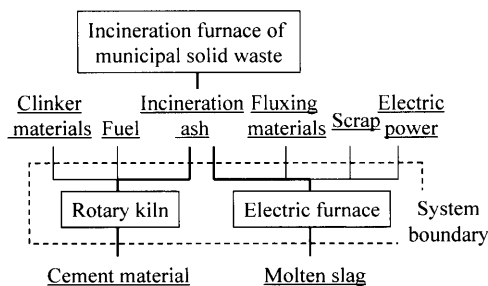 Incineration furnace of
municipal solid waste
Clinker
materials
Fuel
Incineration
ash
Fluxing
materials
Scrap
Electric
power
Rotary kiln
Electric furnace
System
boundary
Cement material
Molten slag